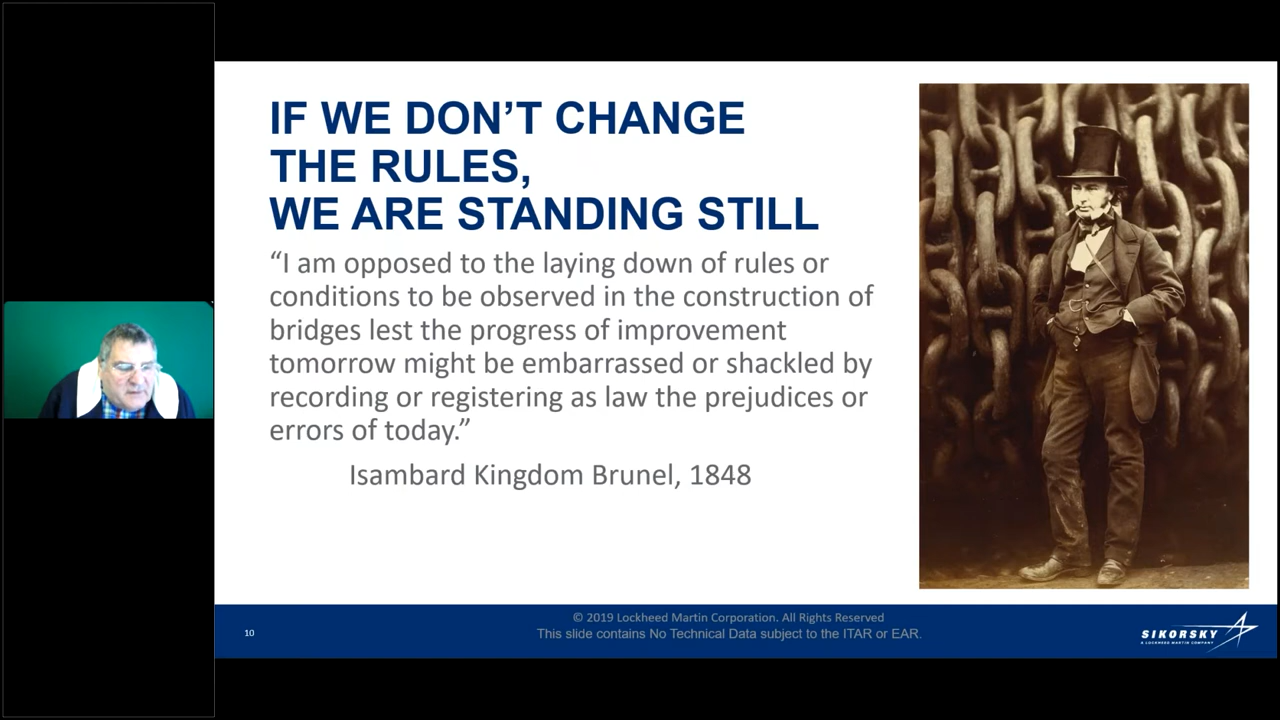 IF WE DON’T CHANGE
THE RULES,
WE ARE STANDING STILL
“I am opposed to the laying down of rules or
conditions to be observed in the construction of
bridges lest the progress of improvement
tomorrow might be embarrassed or shackled by
recording or registering as law the prejudices or
errors of today.”
Isambard Kingdom Brunel, 1848
10
© 2019 Lockheed Martin Corporation. All Rights Reserved
This slide contains No Technical Data subject to the ITAR or EAR.
SIKORSKY
A LOCKHEED MARTIN COMPANY